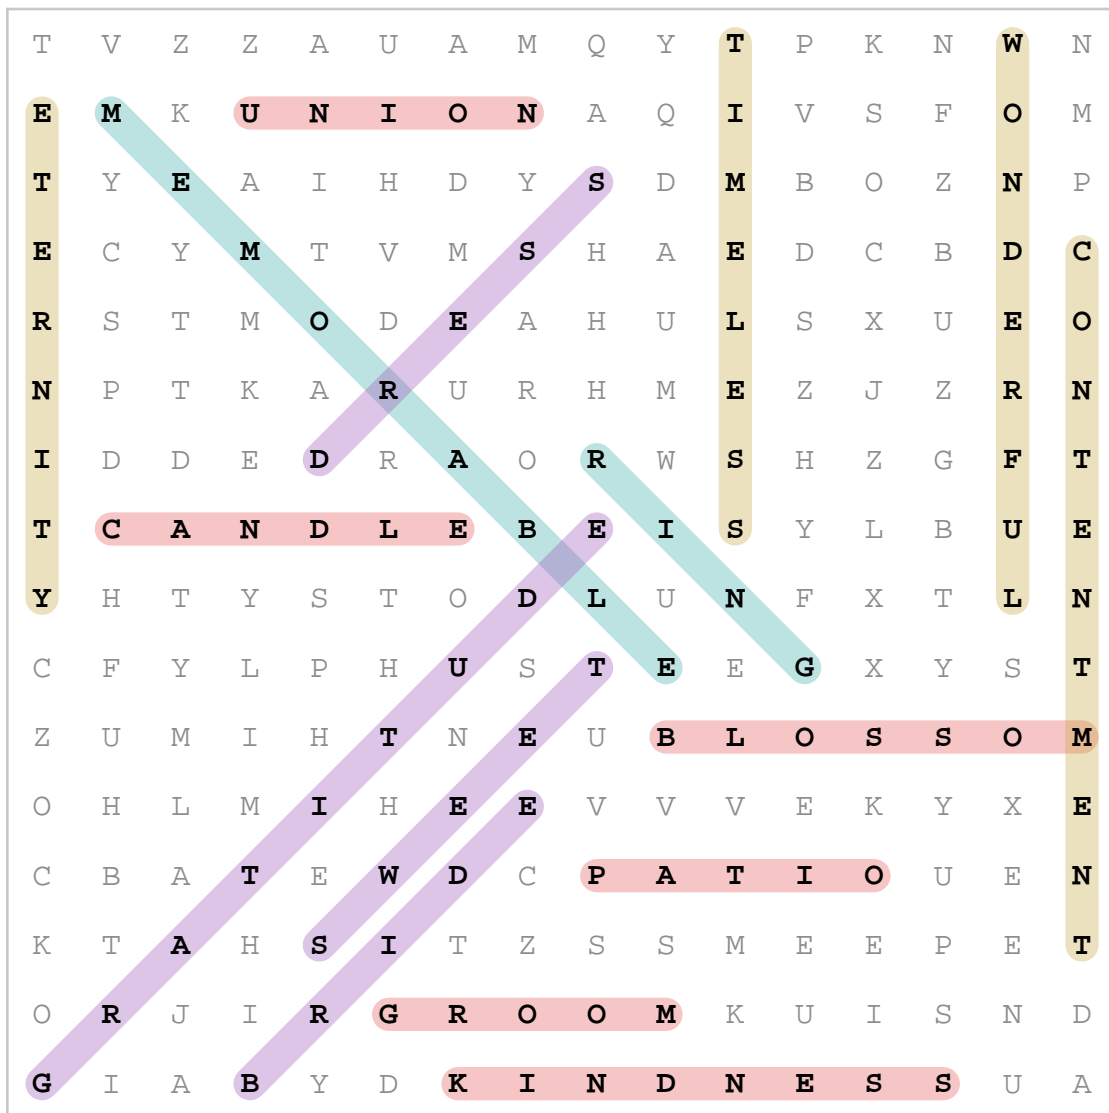 T V Z Z A U A M Q Y T P K N W N
E M K U N I O N A Q I V S F O M
T Y E A I H D Y S D M B O Z N P
E C Y M T V M S H A E D C B D C
R S T M O D E A H U L S X U E O
N P T K A R U R H M E Z J Z R N
I D D E D R A O R W S H Z G F T
T C A N D L E B E I S Y L B U E
Y H T Y S T O D L U N F X T L N
C F Y L P H U S T E E G X Y S T
Z U M I H T N E U B L O S S O M
O H L M I H E E V V V E K Y X E
C B A T E W D C P A T I O U E N
K T A H S I T Z S S M E E P E T
O R J I R G R O O M K U I S N D
G I A B Y D K I N D N E S S U A